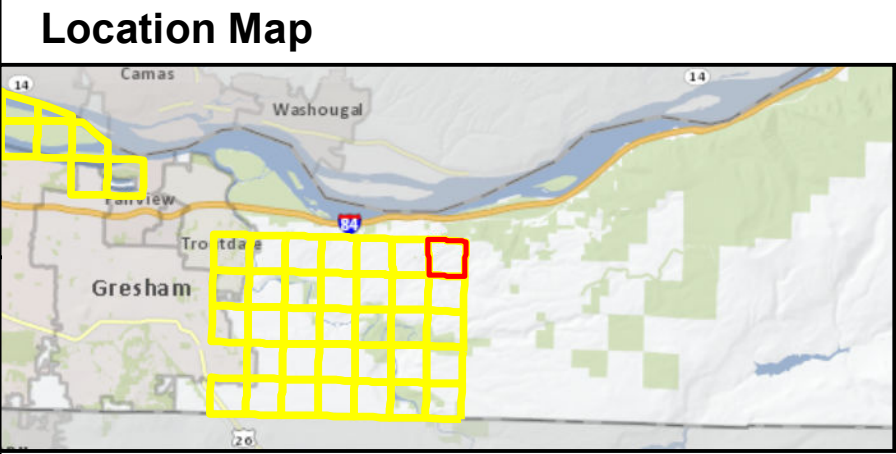 Location Map
Camas
14
14
Washougal
Fairview
84
Troutdale
Gresham
26